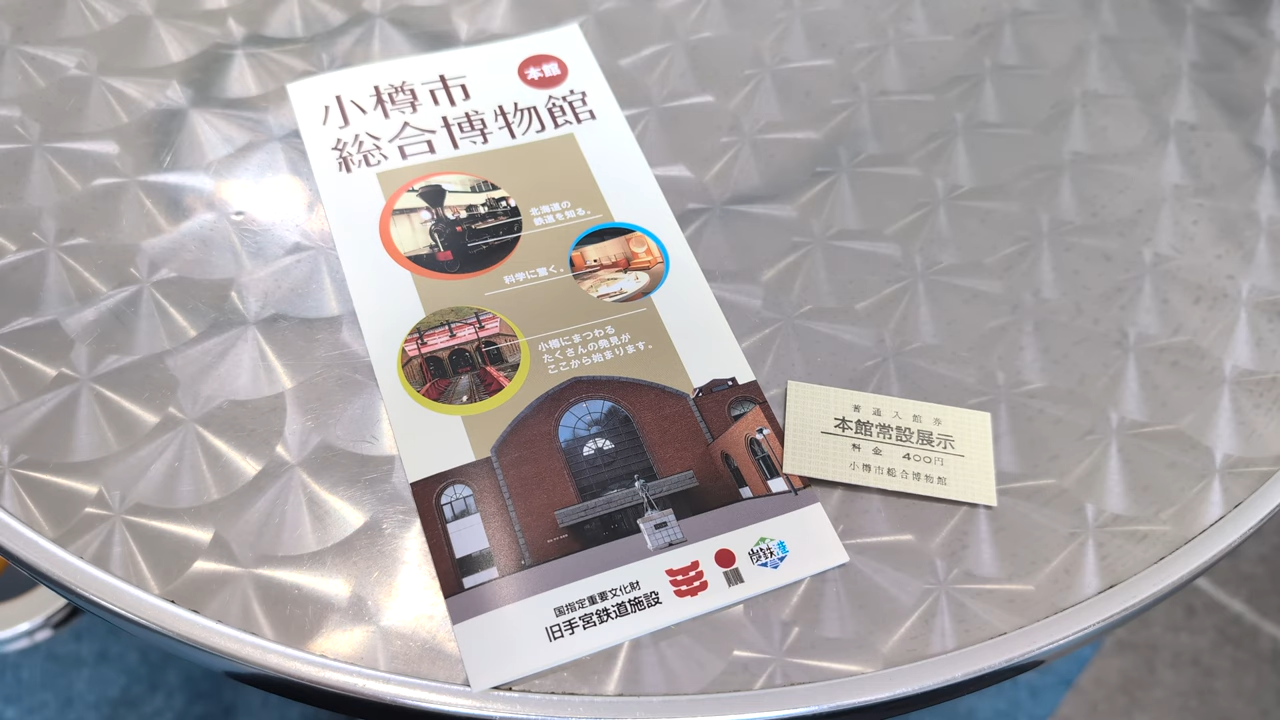 本館
小樽市
総合博物館
北海道の
鉄道を知る。
科学に驚く。
小樽にまつわる
たくさんの発見が
ここから始まります。
国指定重要文化財
旧手宮鉄道施設
炭鉄港
普通入館券
本館常設展示
料金 400円
小樽市総合博物館